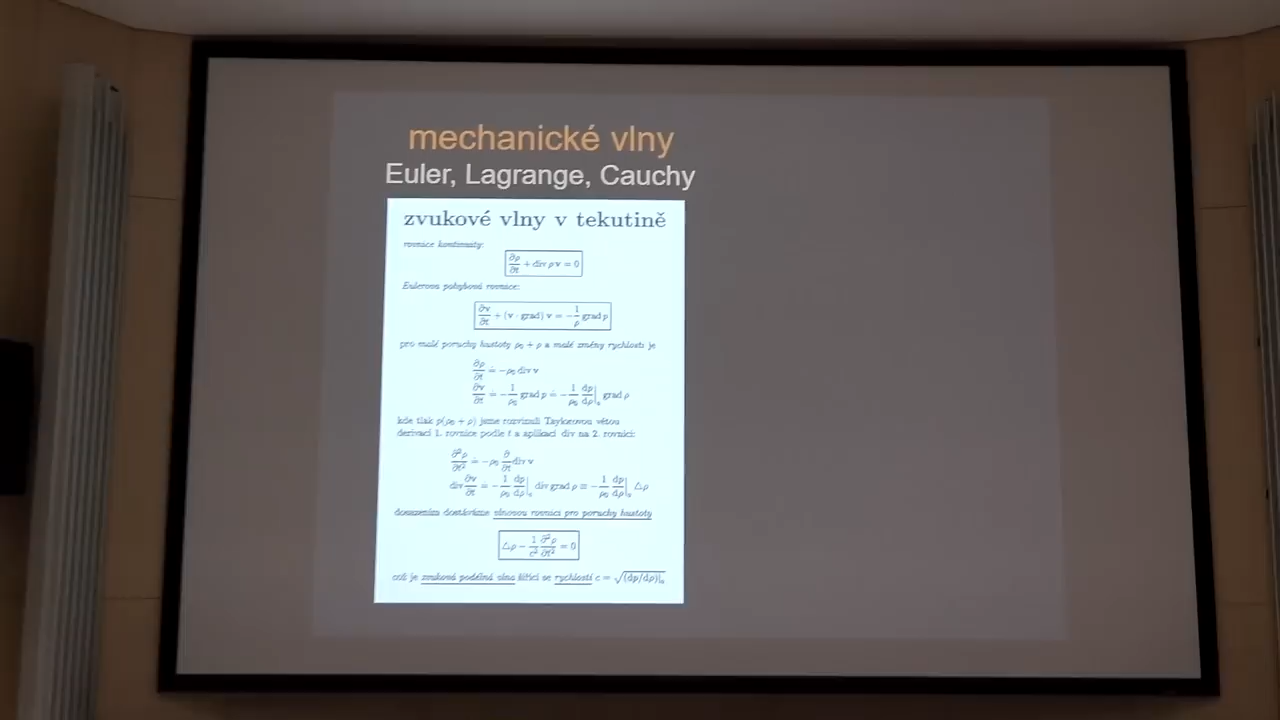 mechanické vlny
Euler, Lagrange, Cauchy
zvukové vlny v tekutině
rovnice kontinuity:
∂ρ/∂t + div ρv = 0
Eulerova pohybová rovnice:
∂v/∂t + (v · grad) v = −1/ρ grad p
pro malé poruchy hustoty ρ₀ + ρ a malé změny rychlosti je
∂ρ/∂t ≐ −ρ₀ div v
∂v/∂t ≐ −1/ρ₀ grad p ≐ −1/ρ₀ dp/dρ|₀ grad ρ
kde tlak p(ρ₀ + ρ) jsme rozvinuli Taylorovou větou
derivací 1. rovnice podle t a aplikací div na 2. rovnici:
∂²ρ/∂t² ≐ −ρ₀ ∂/∂t div v
div ∂v/∂t = −1/ρ₀ dp/dρ|₀ div grad ρ ≡ −1/ρ₀ dp/dρ|₀ △ρ
dosazením dostáváme vlnovou rovnici pro poruchy hustoty
△ρ − 1/c² ∂²ρ/∂t² = 0
což je zvuková podélná vlna šířící se rychlostí c = √(dp/dρ)|₀